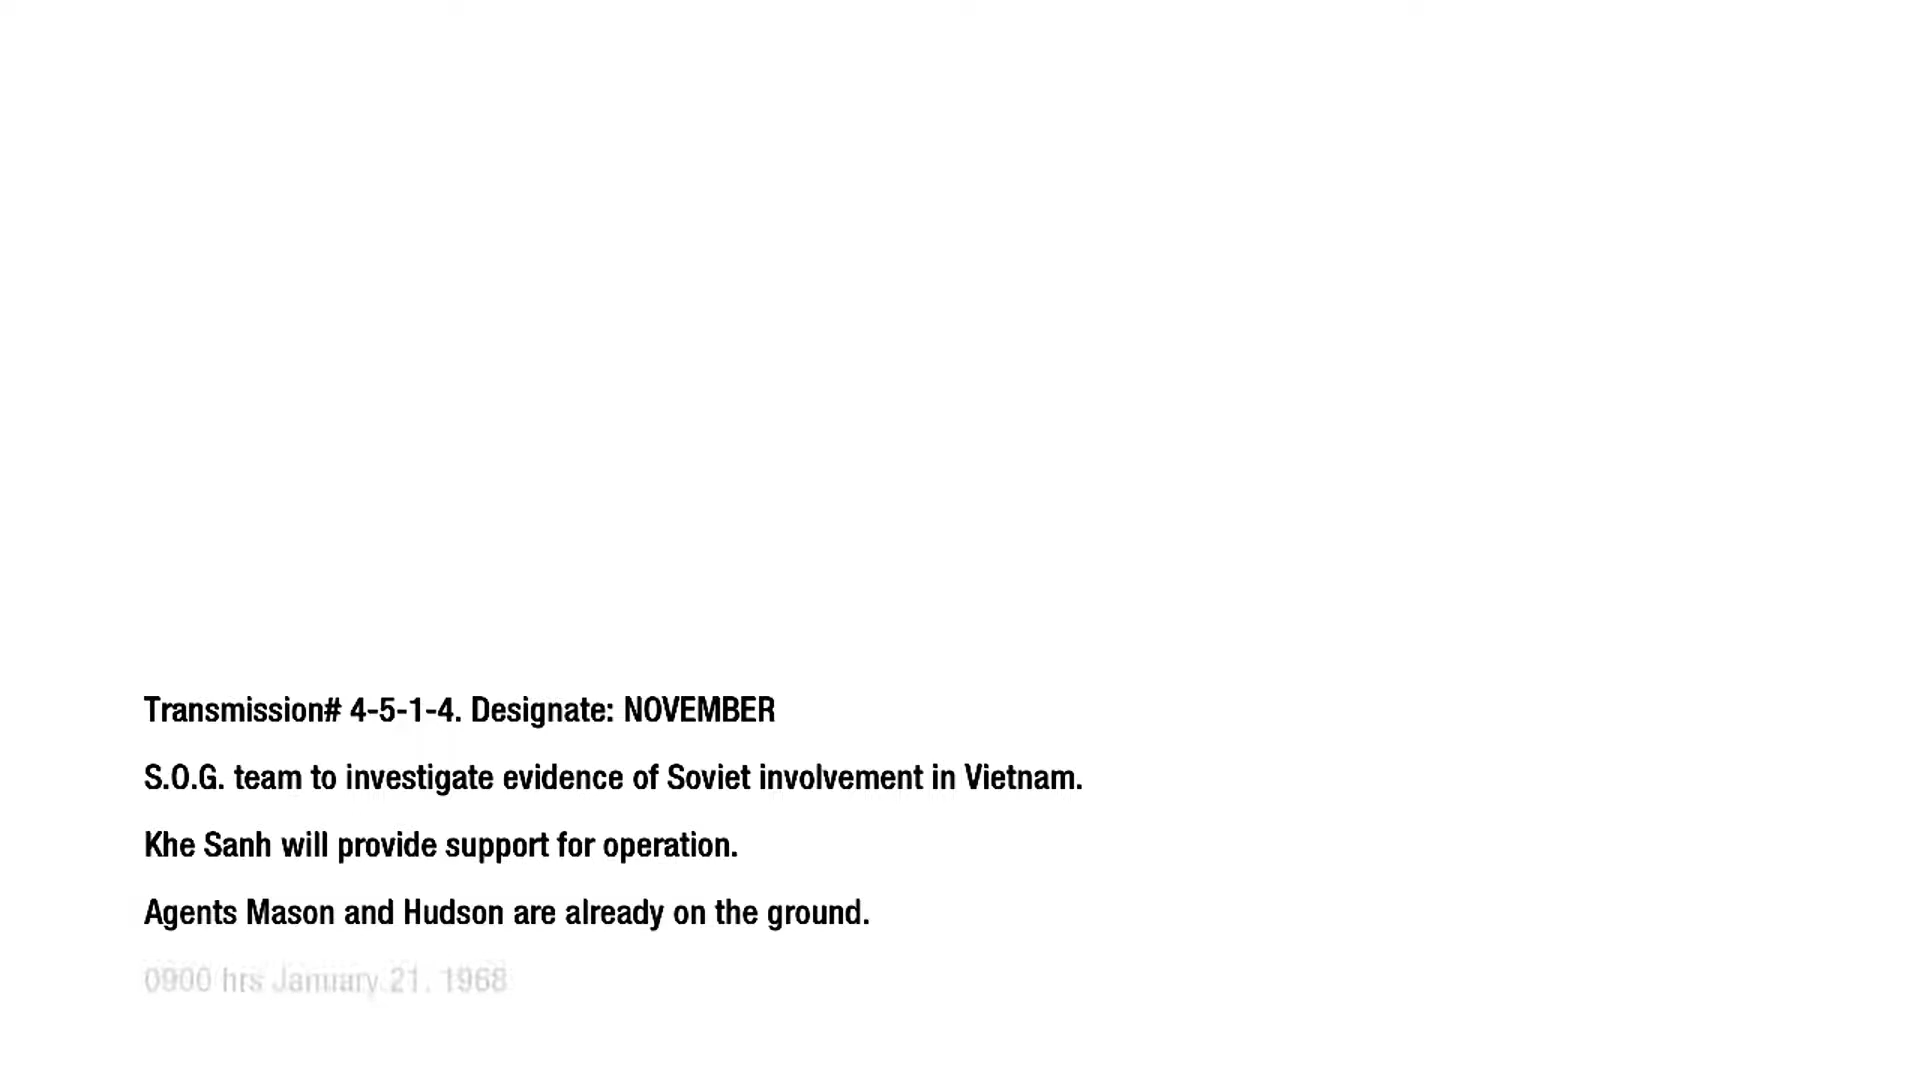 Transmission# 4-5-1-4. Designate: NOVEMBER
S.O.G. team to investigate evidence of Soviet involvement in Vietnam.
Khe Sanh will provide support for operation.
Agents Mason and Hudson are already on the ground.
0900 hrs January 21, 1968